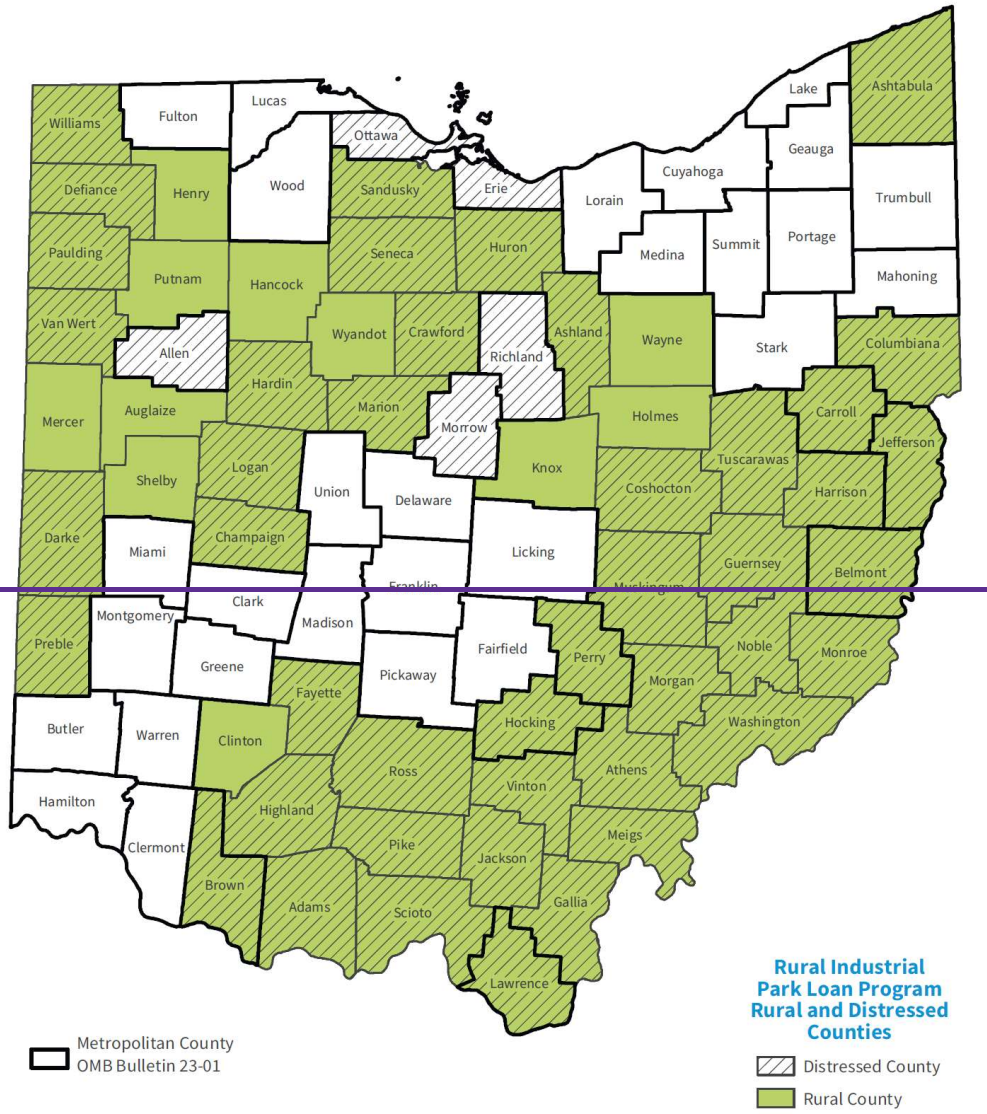 Ashtabula
Lake
Lucas
Fulton
Williams
Ottawa
Geauga
Cuyahoga
Wood
Erie
Sandusky
Defiance
Henry
Lorain
Trumbull
Portage
Summit
Huron
Medina
Seneca
Paulding
Mahoning
Putnam
Hancock
Van Wert
Crawford
Ashland
Wyandot
Wayne
Columbiana
Stark
Allen
Richland
Hardin
Marion
Auglaize
Carroll
Holmes
Mercer
Morrow
Jefferson
Tuscarawas
Logan
Knox
Shelby
Coshocton
Harrison
Union
Delaware
Champaign
Darke
Miami
Licking
Guernsey
Belmont
Franklin
Muskingum
Clark
Montgomery
Madison
Preble
Noble
Fairfield
Monroe
Perry
Greene
Pickaway
Morgan
Fayette
Hocking
Washington
Butler
Warren
Clinton
Ross
Athens
Vinton
Hamilton
Highland
Meigs
Pike
Clermont
Jackson
Brown
Gallia
Adams
Scioto
Lawrence
Rural Industrial
Park Loan Program
Rural and Distressed
Counties
Metropolitan County
OMB Bulletin 23-01
Distressed County
Rural County